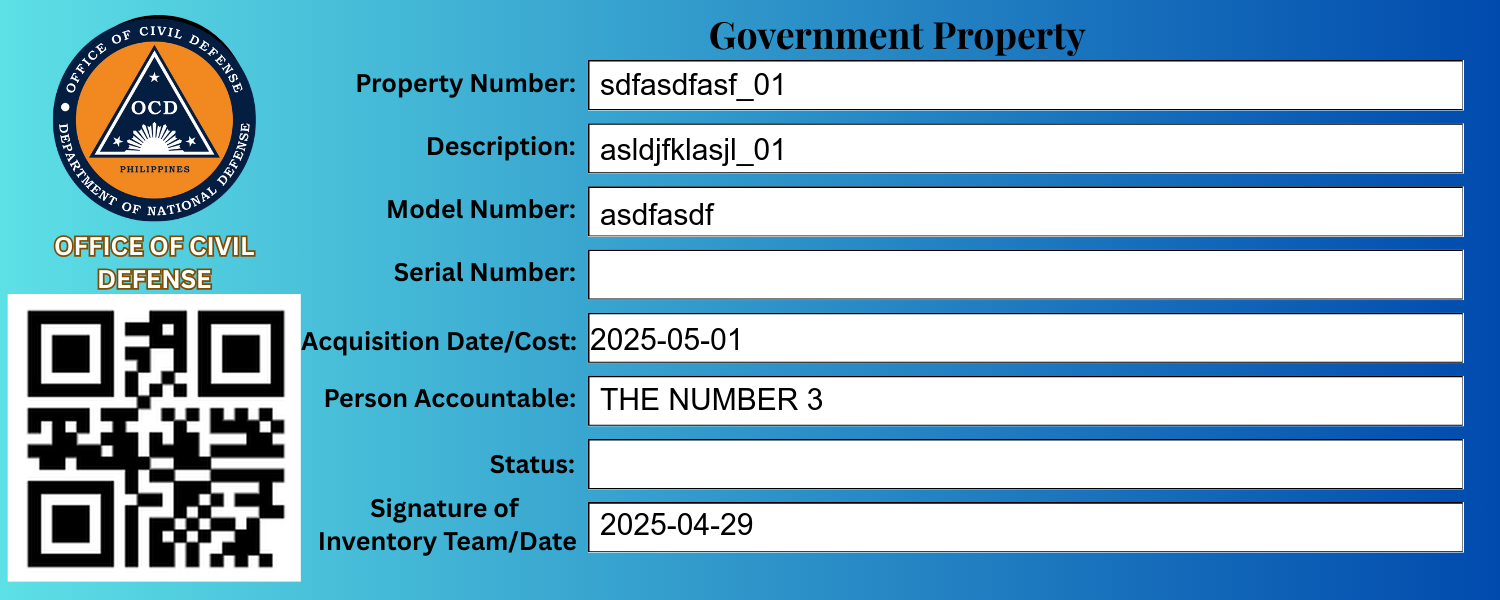 Government Property
OFFICE OF CIVIL DEFENSE
DEPARTMENT OF NATIONAL DEFENSE
OCD
PHILIPPINES
OFFICE OF CIVIL
DEFENSE
Property Number: sdfasdfasf_01
Description: asldjfklasjl_01
Model Number: asdfasdf
Serial Number:
Acquisition Date/Cost: 2025-05-01
Person Accountable: THE NUMBER 3
Status:
Signature of
Inventory Team/Date 2025-04-29